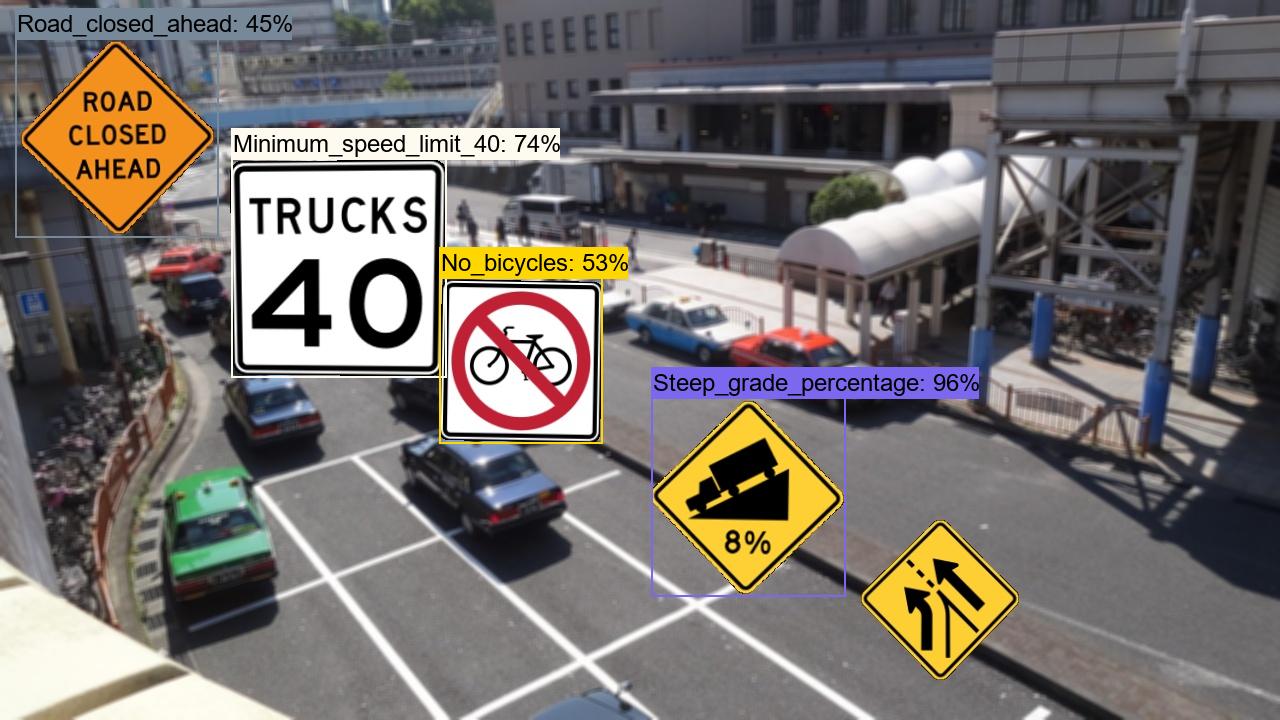 Road_closed_ahead: 45%
ROAD
CLOSED
AHEAD
Minimum_speed_limit_40: 74%
TRUCKS
40
No_bicycles: 53%
Steep_grade_percentage: 96%
8%